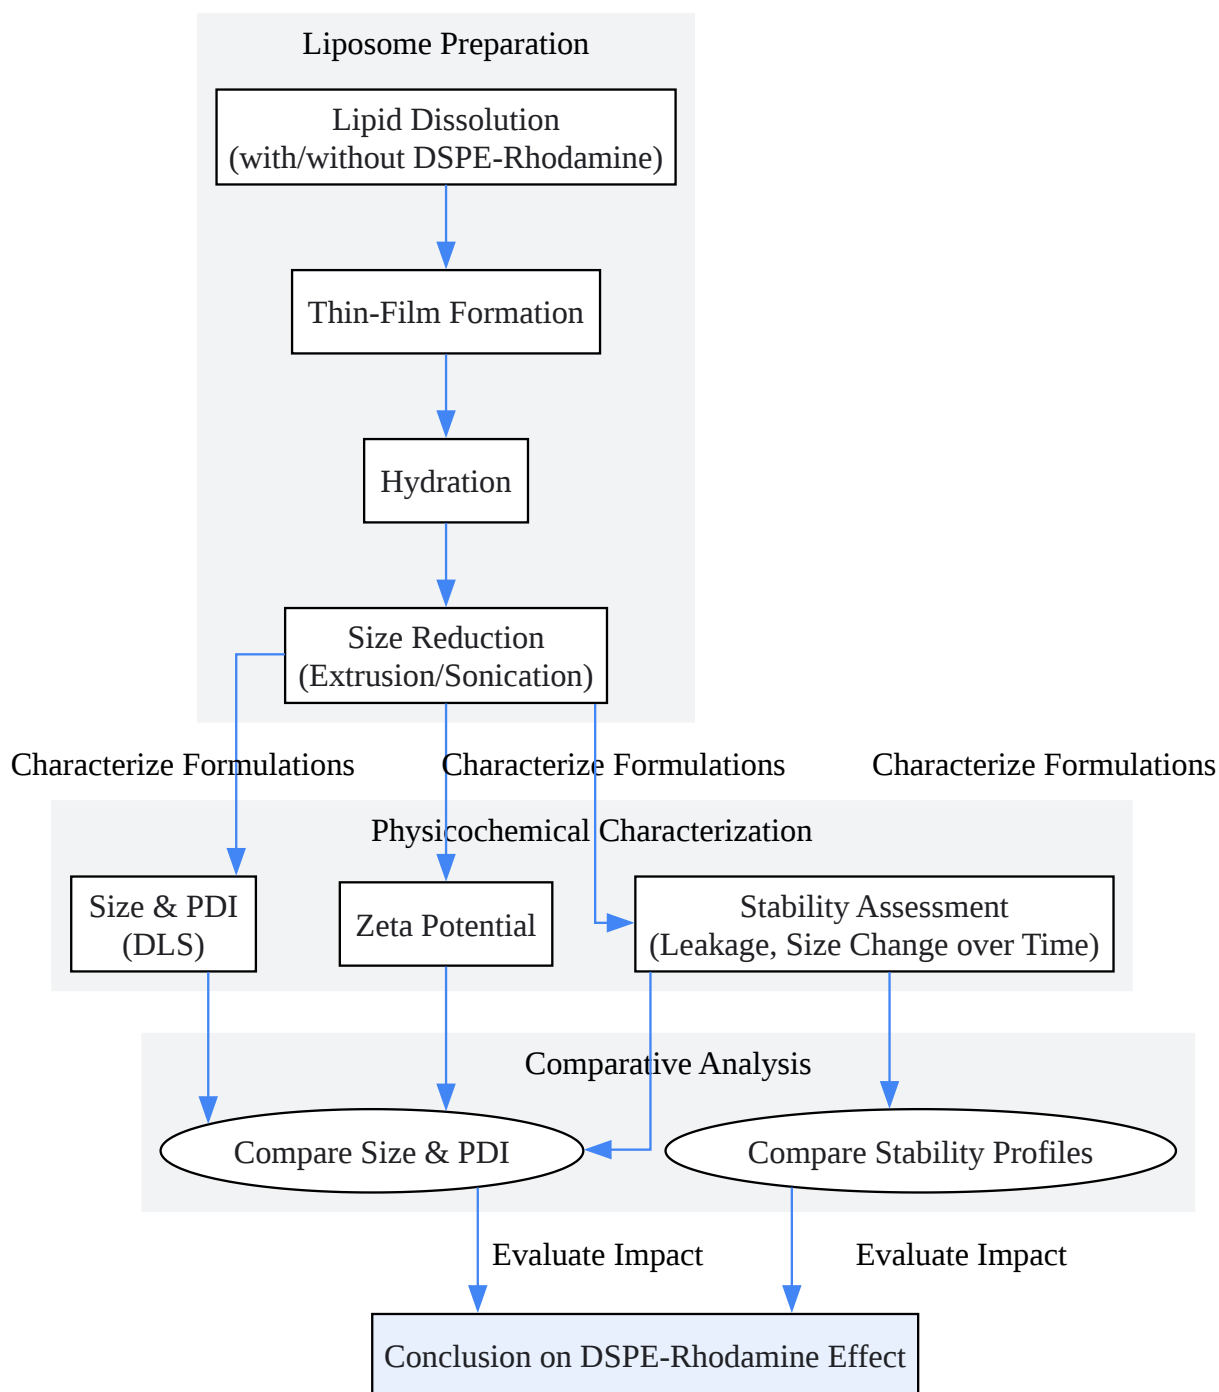 Liposome Preparation
Lipid Dissolution
(with/without DSPE-Rhodamine)
Thin-Film Formation
Hydration
Size Reduction
(Extrusion/Sonication)
Characterize Formulations
Characterize Formulations
Characterize Formulations
Physicochemical Characterization
Size & PDI
(DLS)
Zeta Potential
Stability Assessment
(Leakage, Size Change over Time)
Comparative Analysis
Compare Size & PDI
Compare Stability Profiles
Evaluate Impact
Evaluate Impact
Conclusion on DSPE-Rhodamine Effect